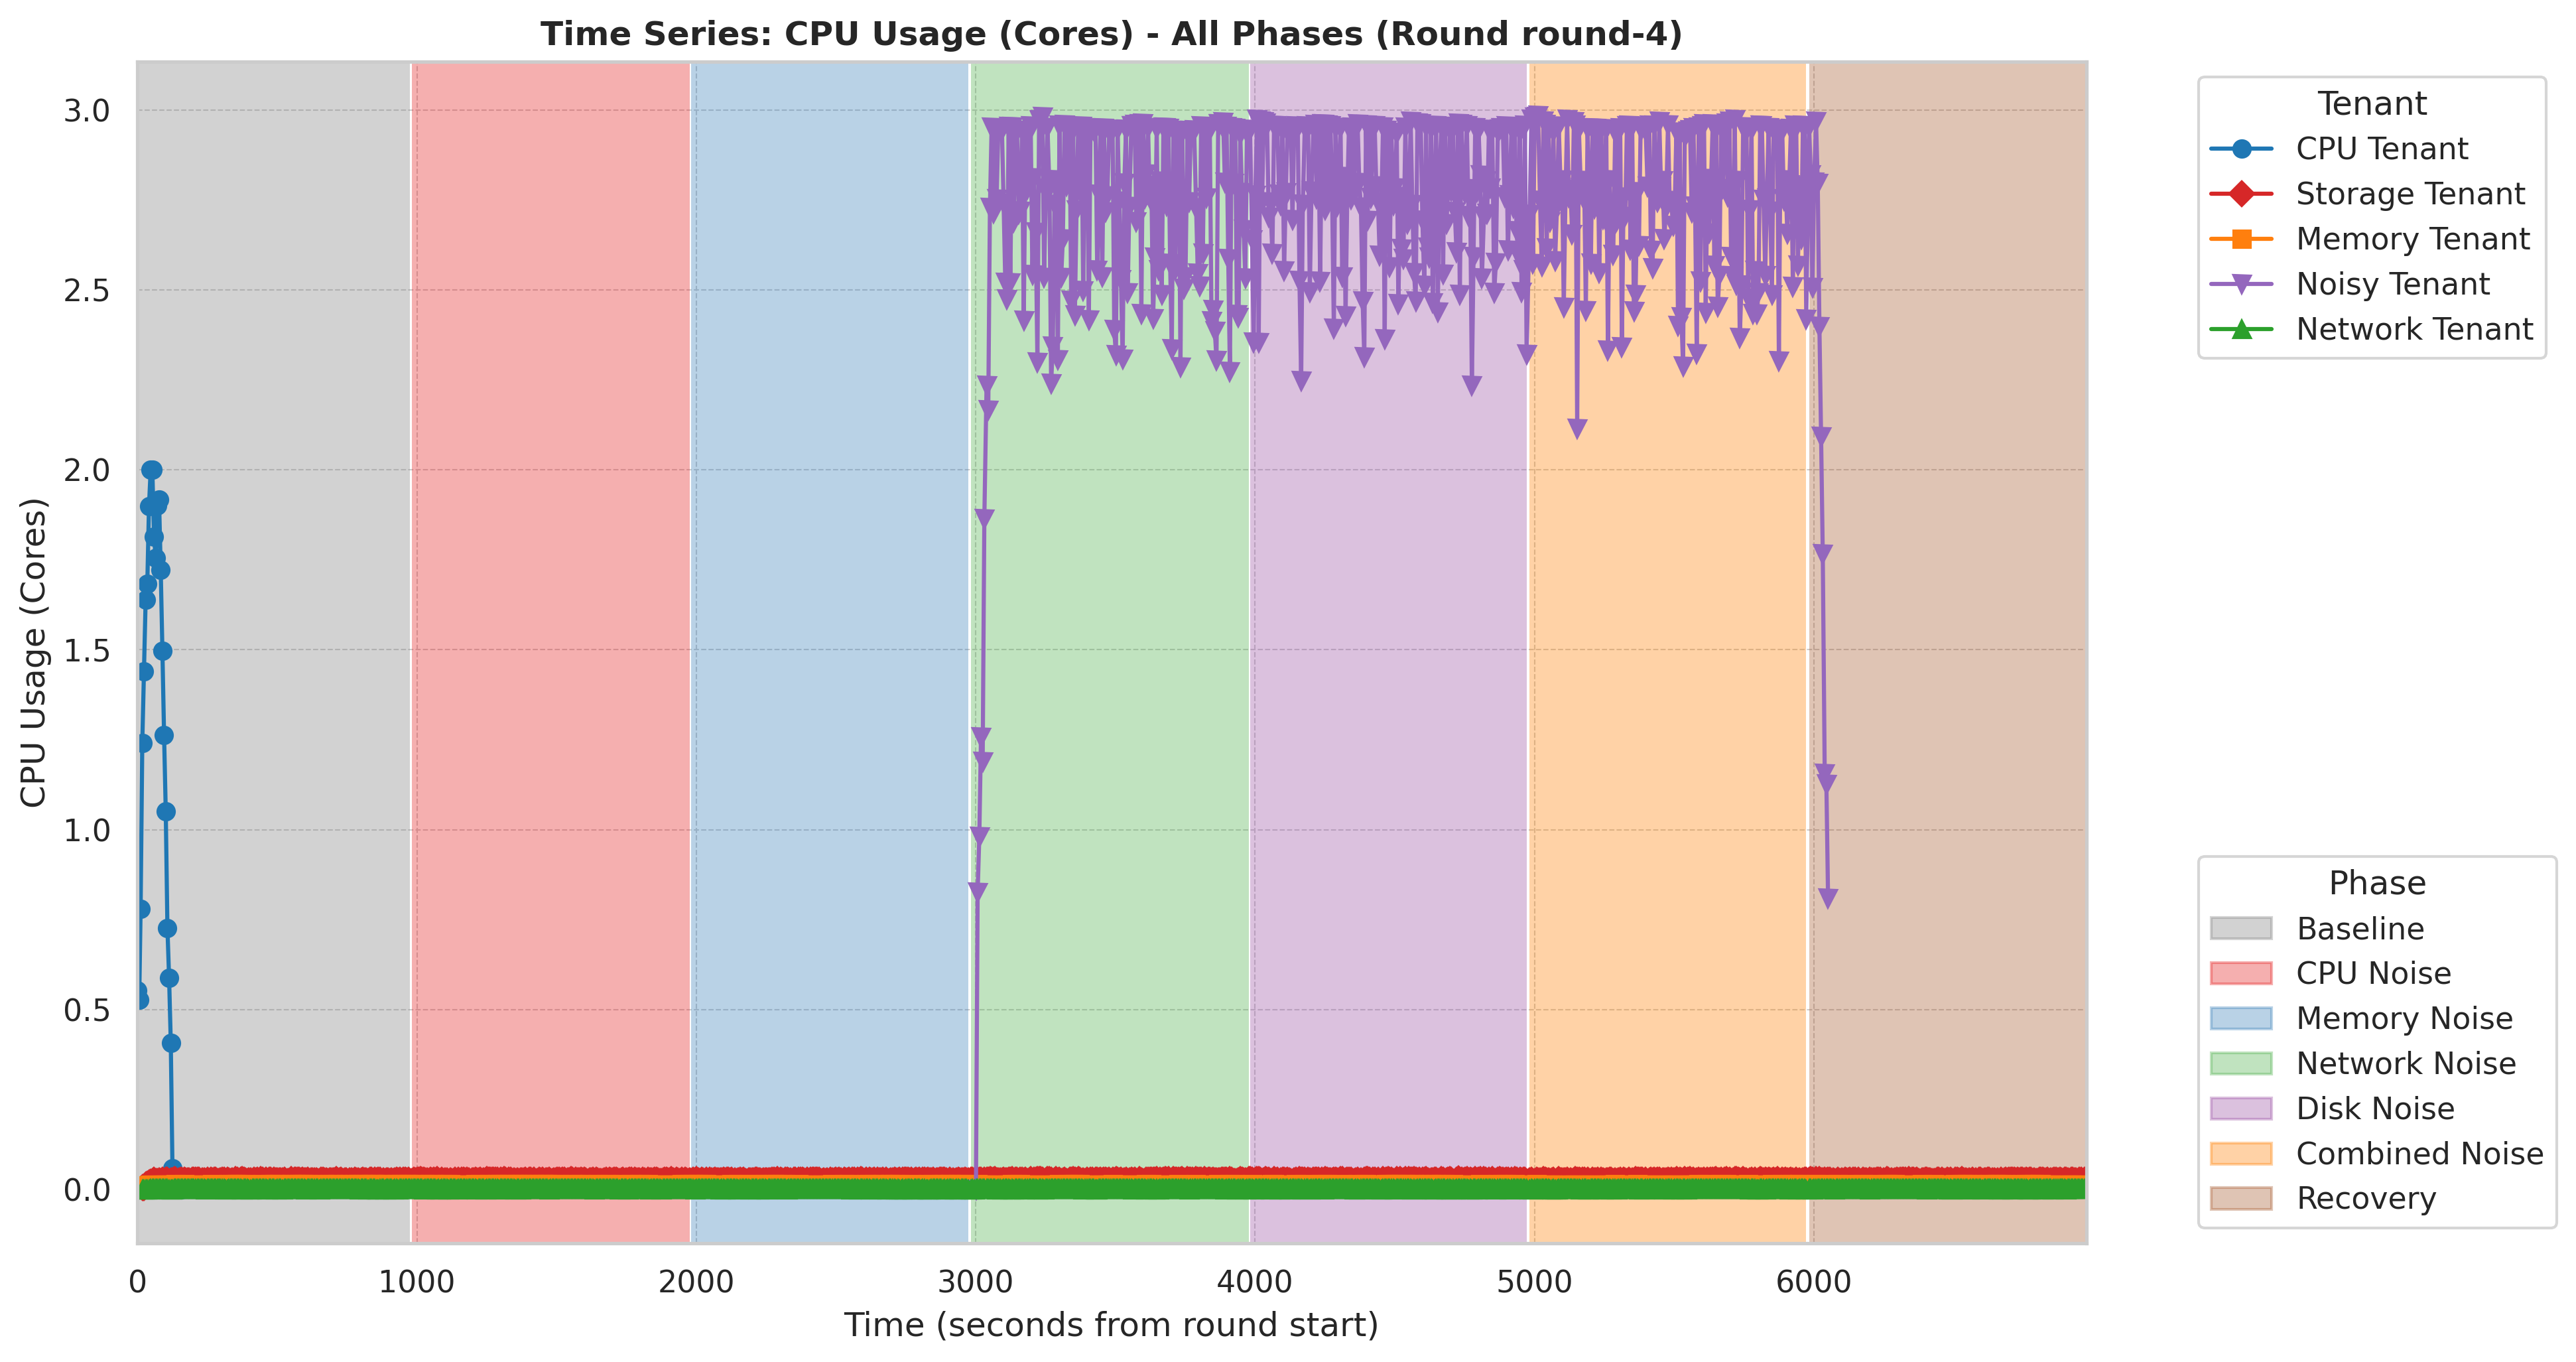 Time Series: CPU Usage (Cores) - All Phases (Round round-4)
CPU Usage (Cores)
3.0
2.5
2.0
1.5
1.0
0.5
0.0
0
1000
2000
3000
4000
5000
6000
Time (seconds from round start)
Tenant
CPU Tenant
Storage Tenant
Memory Tenant
Noisy Tenant
Network Tenant
Phase
Baseline
CPU Noise
Memory Noise
Network Noise
Disk Noise
Combined Noise
Recovery